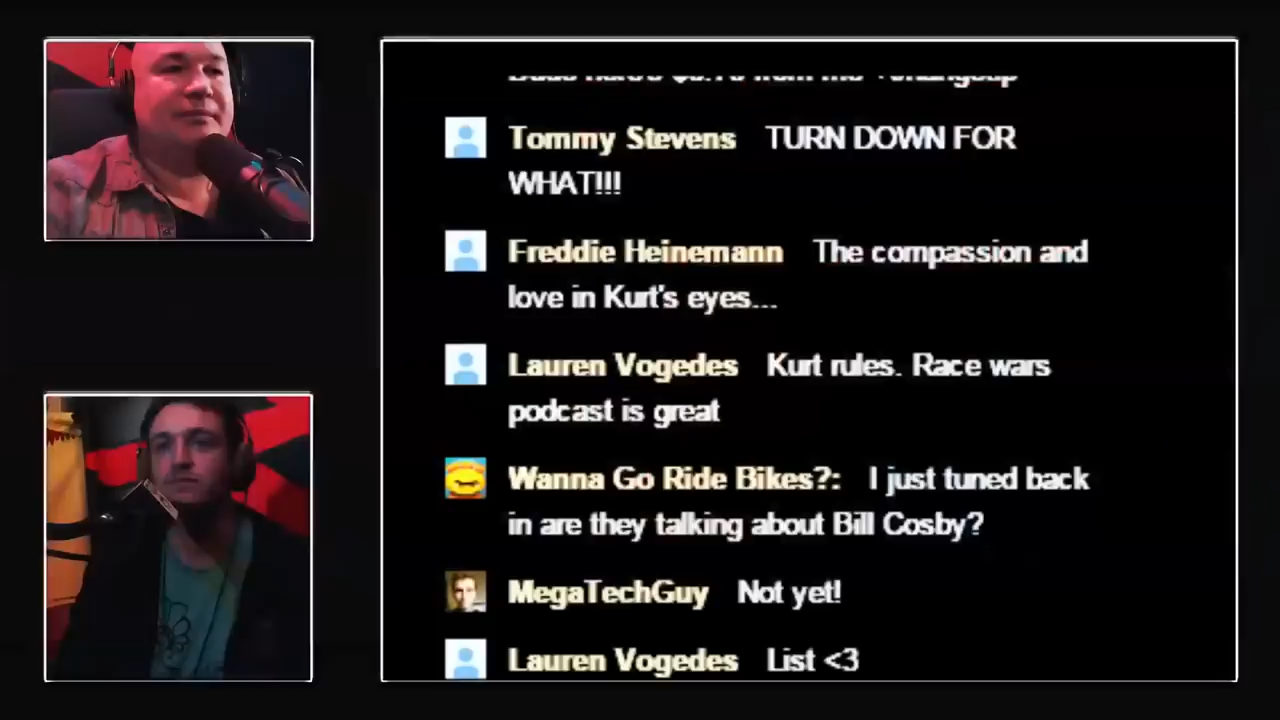 Tommy Stevens TURN DOWN FOR
WHAT!!!
Freddie Heinemann The compassion and
love in Kurt's eyes...
Lauren Vogedes Kurt rules. Race wars
podcast is great
Wanna Go Ride Bikes?: I just tuned back
in are they talking about Bill Cosby?
MegaTechGuy Not yet!
Lauren Vogedes List <3